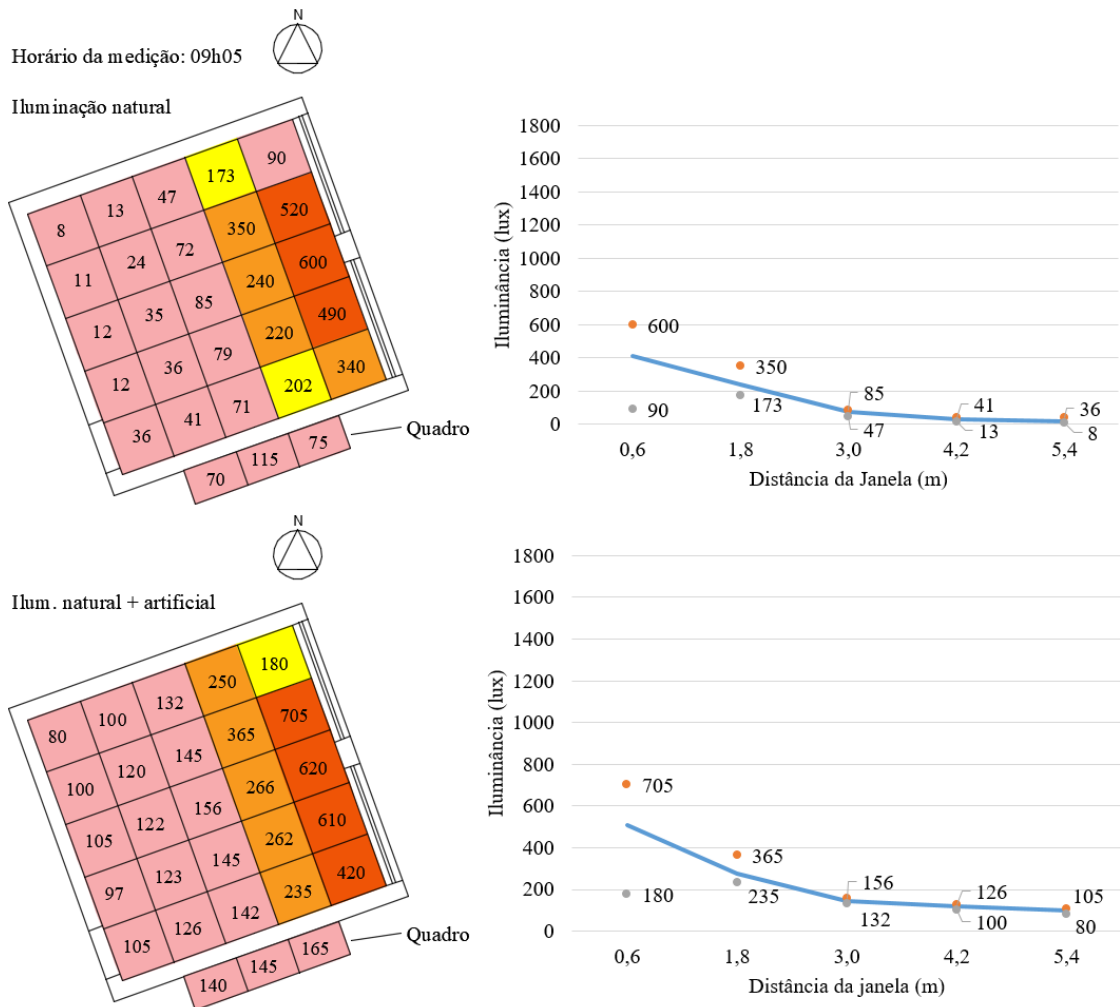 N
Horário da medição: 09h05
Iluminação natural
8 13 47 173 90
11 24 72 350 520
12 35 85 240 600
12 36 79 220 490
36 41 71 202 340
70 115 75
Quadro
1800
1600
1400
1200
1000
800
600
400
200
0
Iluminância (lux)
600
90
350
173
85
47
41
13
36
8
0,6 1,8 3,0 4,2 5,4
Distância da Janela (m)
N
Ilum. natural + artificial
80 100 132 250 180
100 120 145 365 705
105 122 156 266 620
97 123 145 262 610
105 126 142 235 420
140 145 165
Quadro
1800
1600
1400
1200
1000
800
600
400
200
0
Iluminância (lux)
705
180
365
235
156
132
126
100
105
80
0,6 1,8 3,0 4,2 5,4
Distância da janela (m)